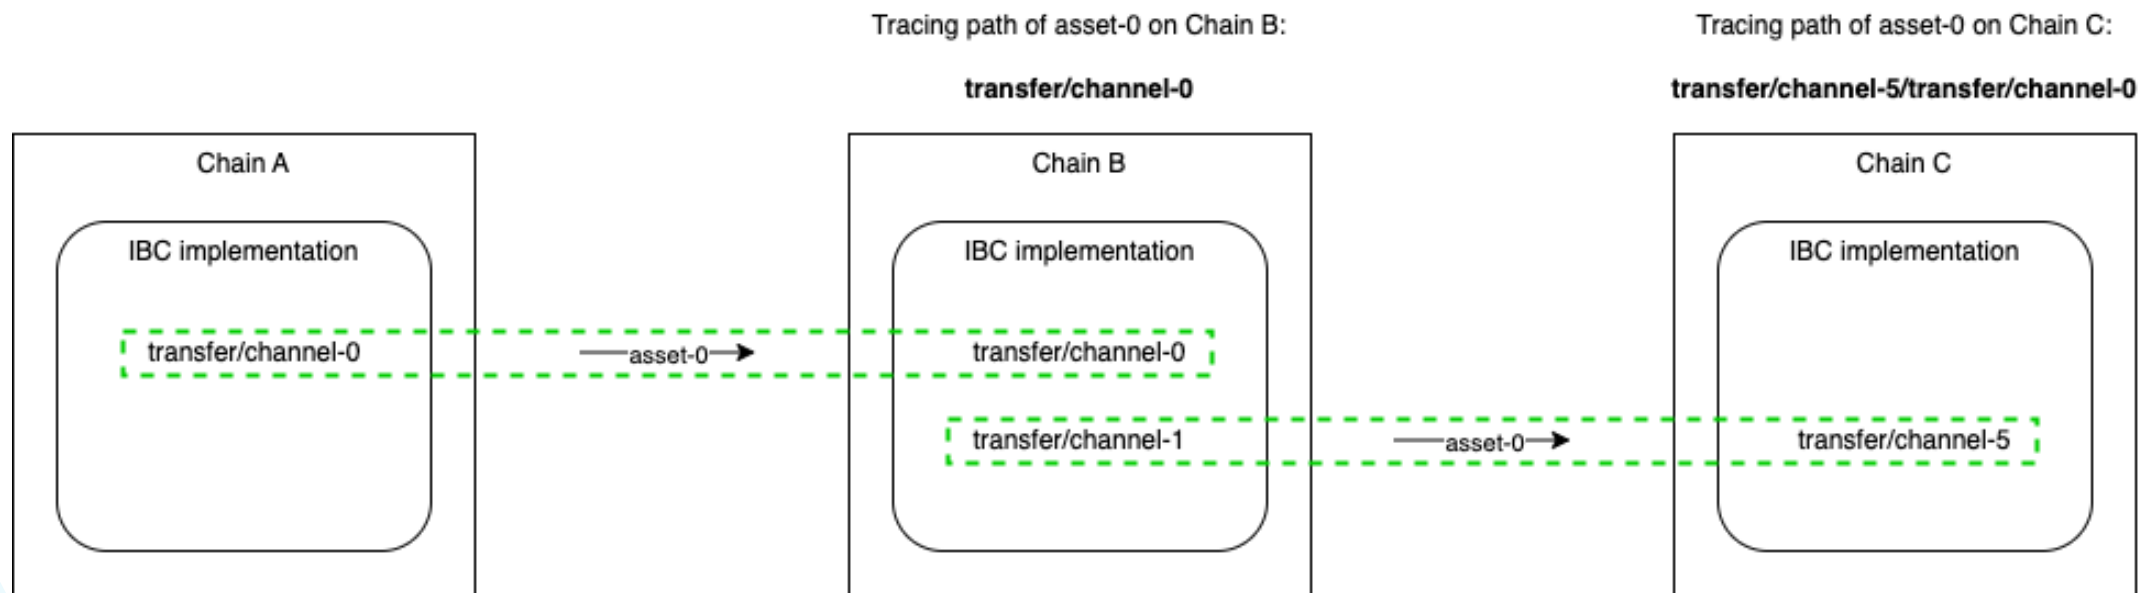 Tracing path of asset-0 on Chain B:
transfer/channel-0
Tracing path of asset-0 on Chain C:
transfer/channel-5/transfer/channel-0
Chain A
IBC implementation
transfer/channel-0
asset-0
Chain B
IBC implementation
transfer/channel-0
transfer/channel-1
asset-0
Chain C
IBC implementation
transfer/channel-5